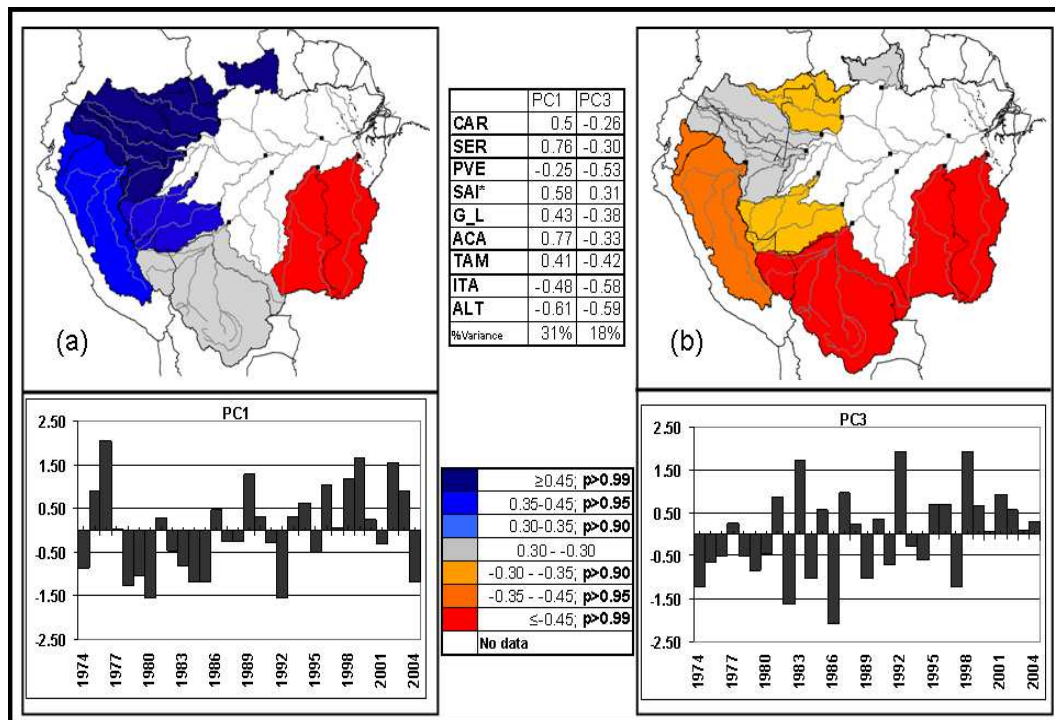 (a)
PC1 PC3
CAR 0.5 -0.26
SER 0.76 -0.30
PVE -0.25 -0.53
SAI* 0.58 0.31
G_L 0.43 -0.38
ACA 0.77 -0.33
TAM 0.41 -0.42
ITA -0.48 -0.58
ALT -0.61 -0.59
%Variance 31% 18%
(b)
PC1
2.50
1.50
0.50
-0.50
-1.50
-2.50
1974 1977 1980 1983 1986 1989 1992 1995 1998 2001 2004
≥0.45; p>0.99
0.35-0.45; p>0.95
0.30-0.35; p>0.90
0.30 - -0.30
-0.30 - -0.35; p>0.90
-0.35 - -0.45; p>0.95
≤-0.45; p>0.99
No data
PC3
2.50
1.50
0.50
-0.50
-1.50
-2.50
1974 1977 1980 1983 1986 1989 1992 1995 1998 2001 2004